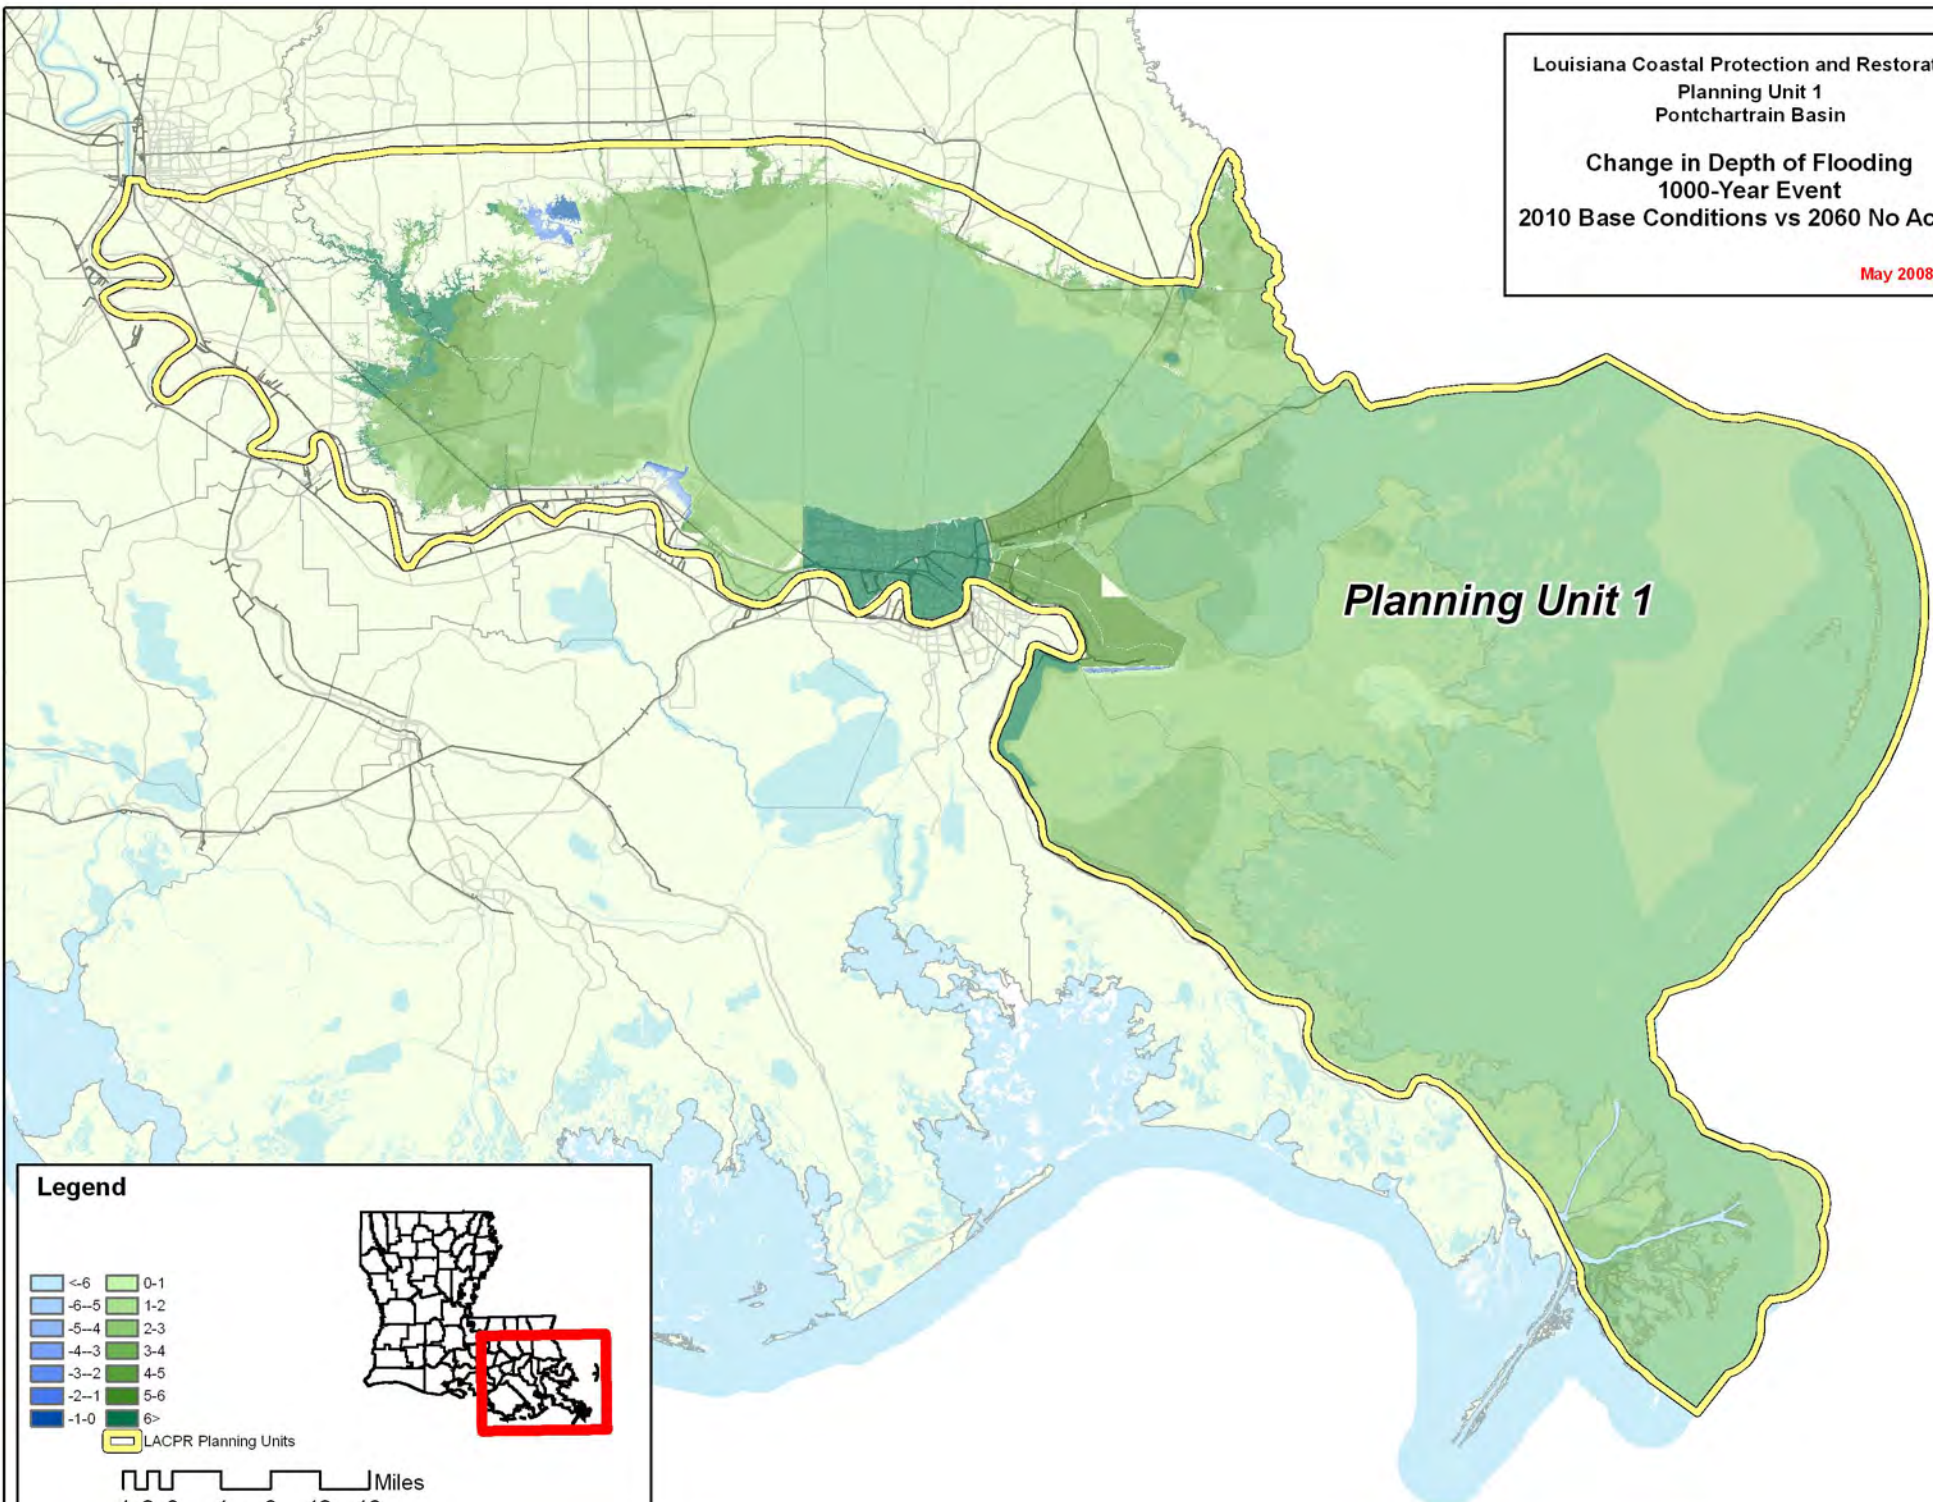 Louisiana Coastal Protection and Restorat
Planning Unit 1
Pontchartrain Basin
Change in Depth of Flooding
1000-Year Event
2010 Base Conditions vs 2060 No Ac
May 2008
Planning Unit 1
Legend
<-6 0-1
-6--5 1-2
-5--4 2-3
-4--3 3-4
-3--2 4-5
-2--1 5-6
-1-0 6>
LACPR Planning Units
Miles